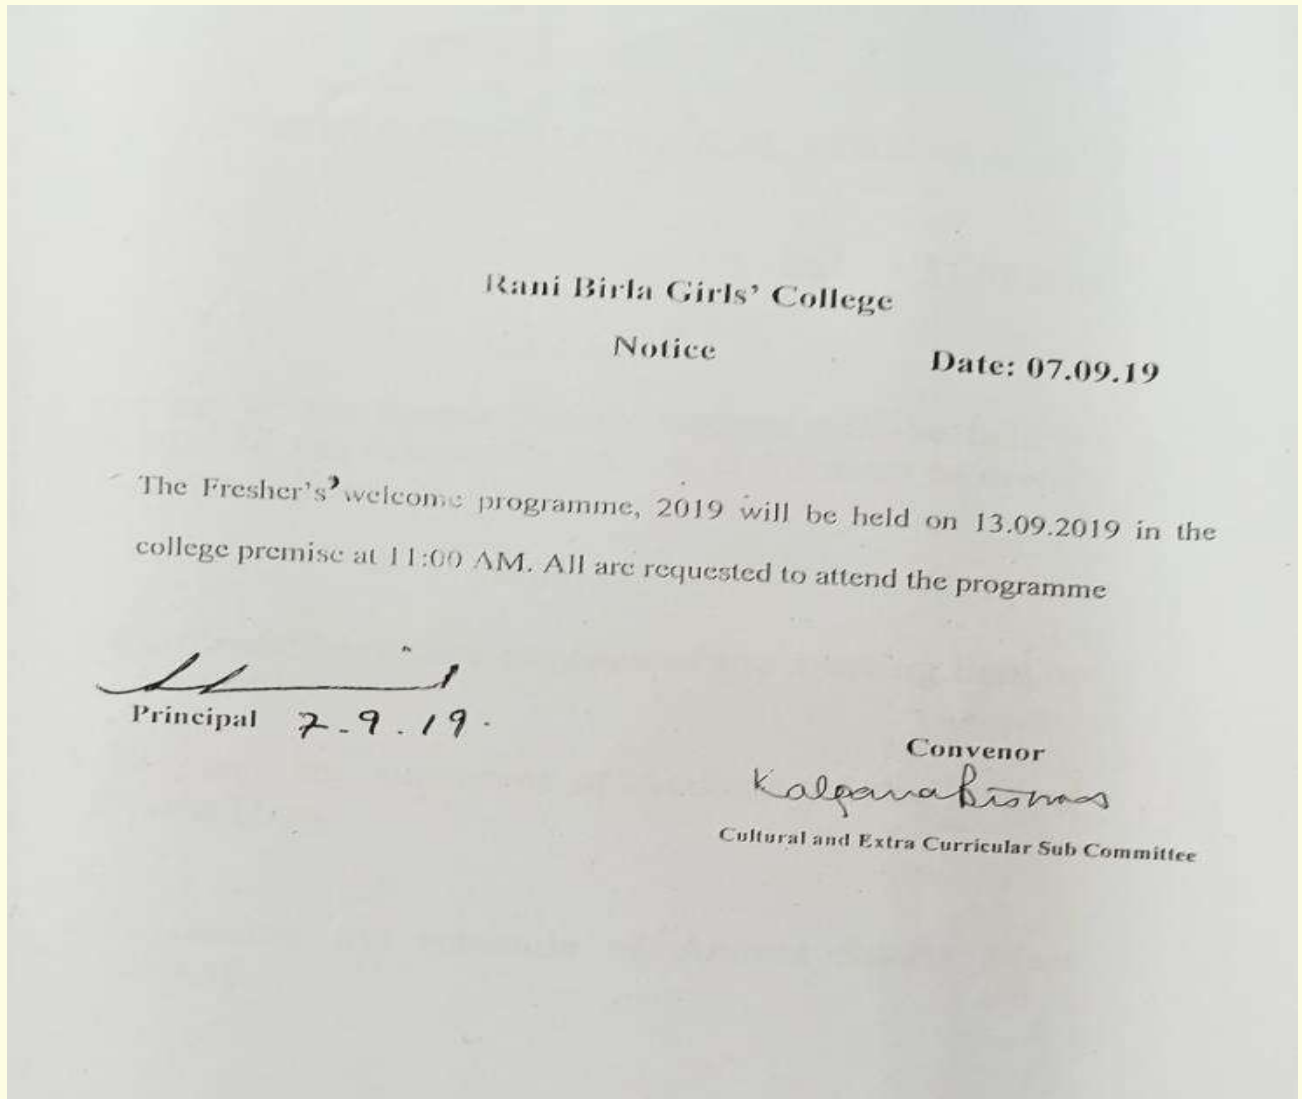 Rani Birla Girls' College
Notice
Date: 07.09.19
The Fresher's' welcome programme, 2019 will be held on 13.09.2019 in the
college premise at 11:00 AM. All are requested to attend the programme
Principal 7-9.19.
Convenor
Kalpana Biswas
Cultural and Extra Curricular Sub Committee